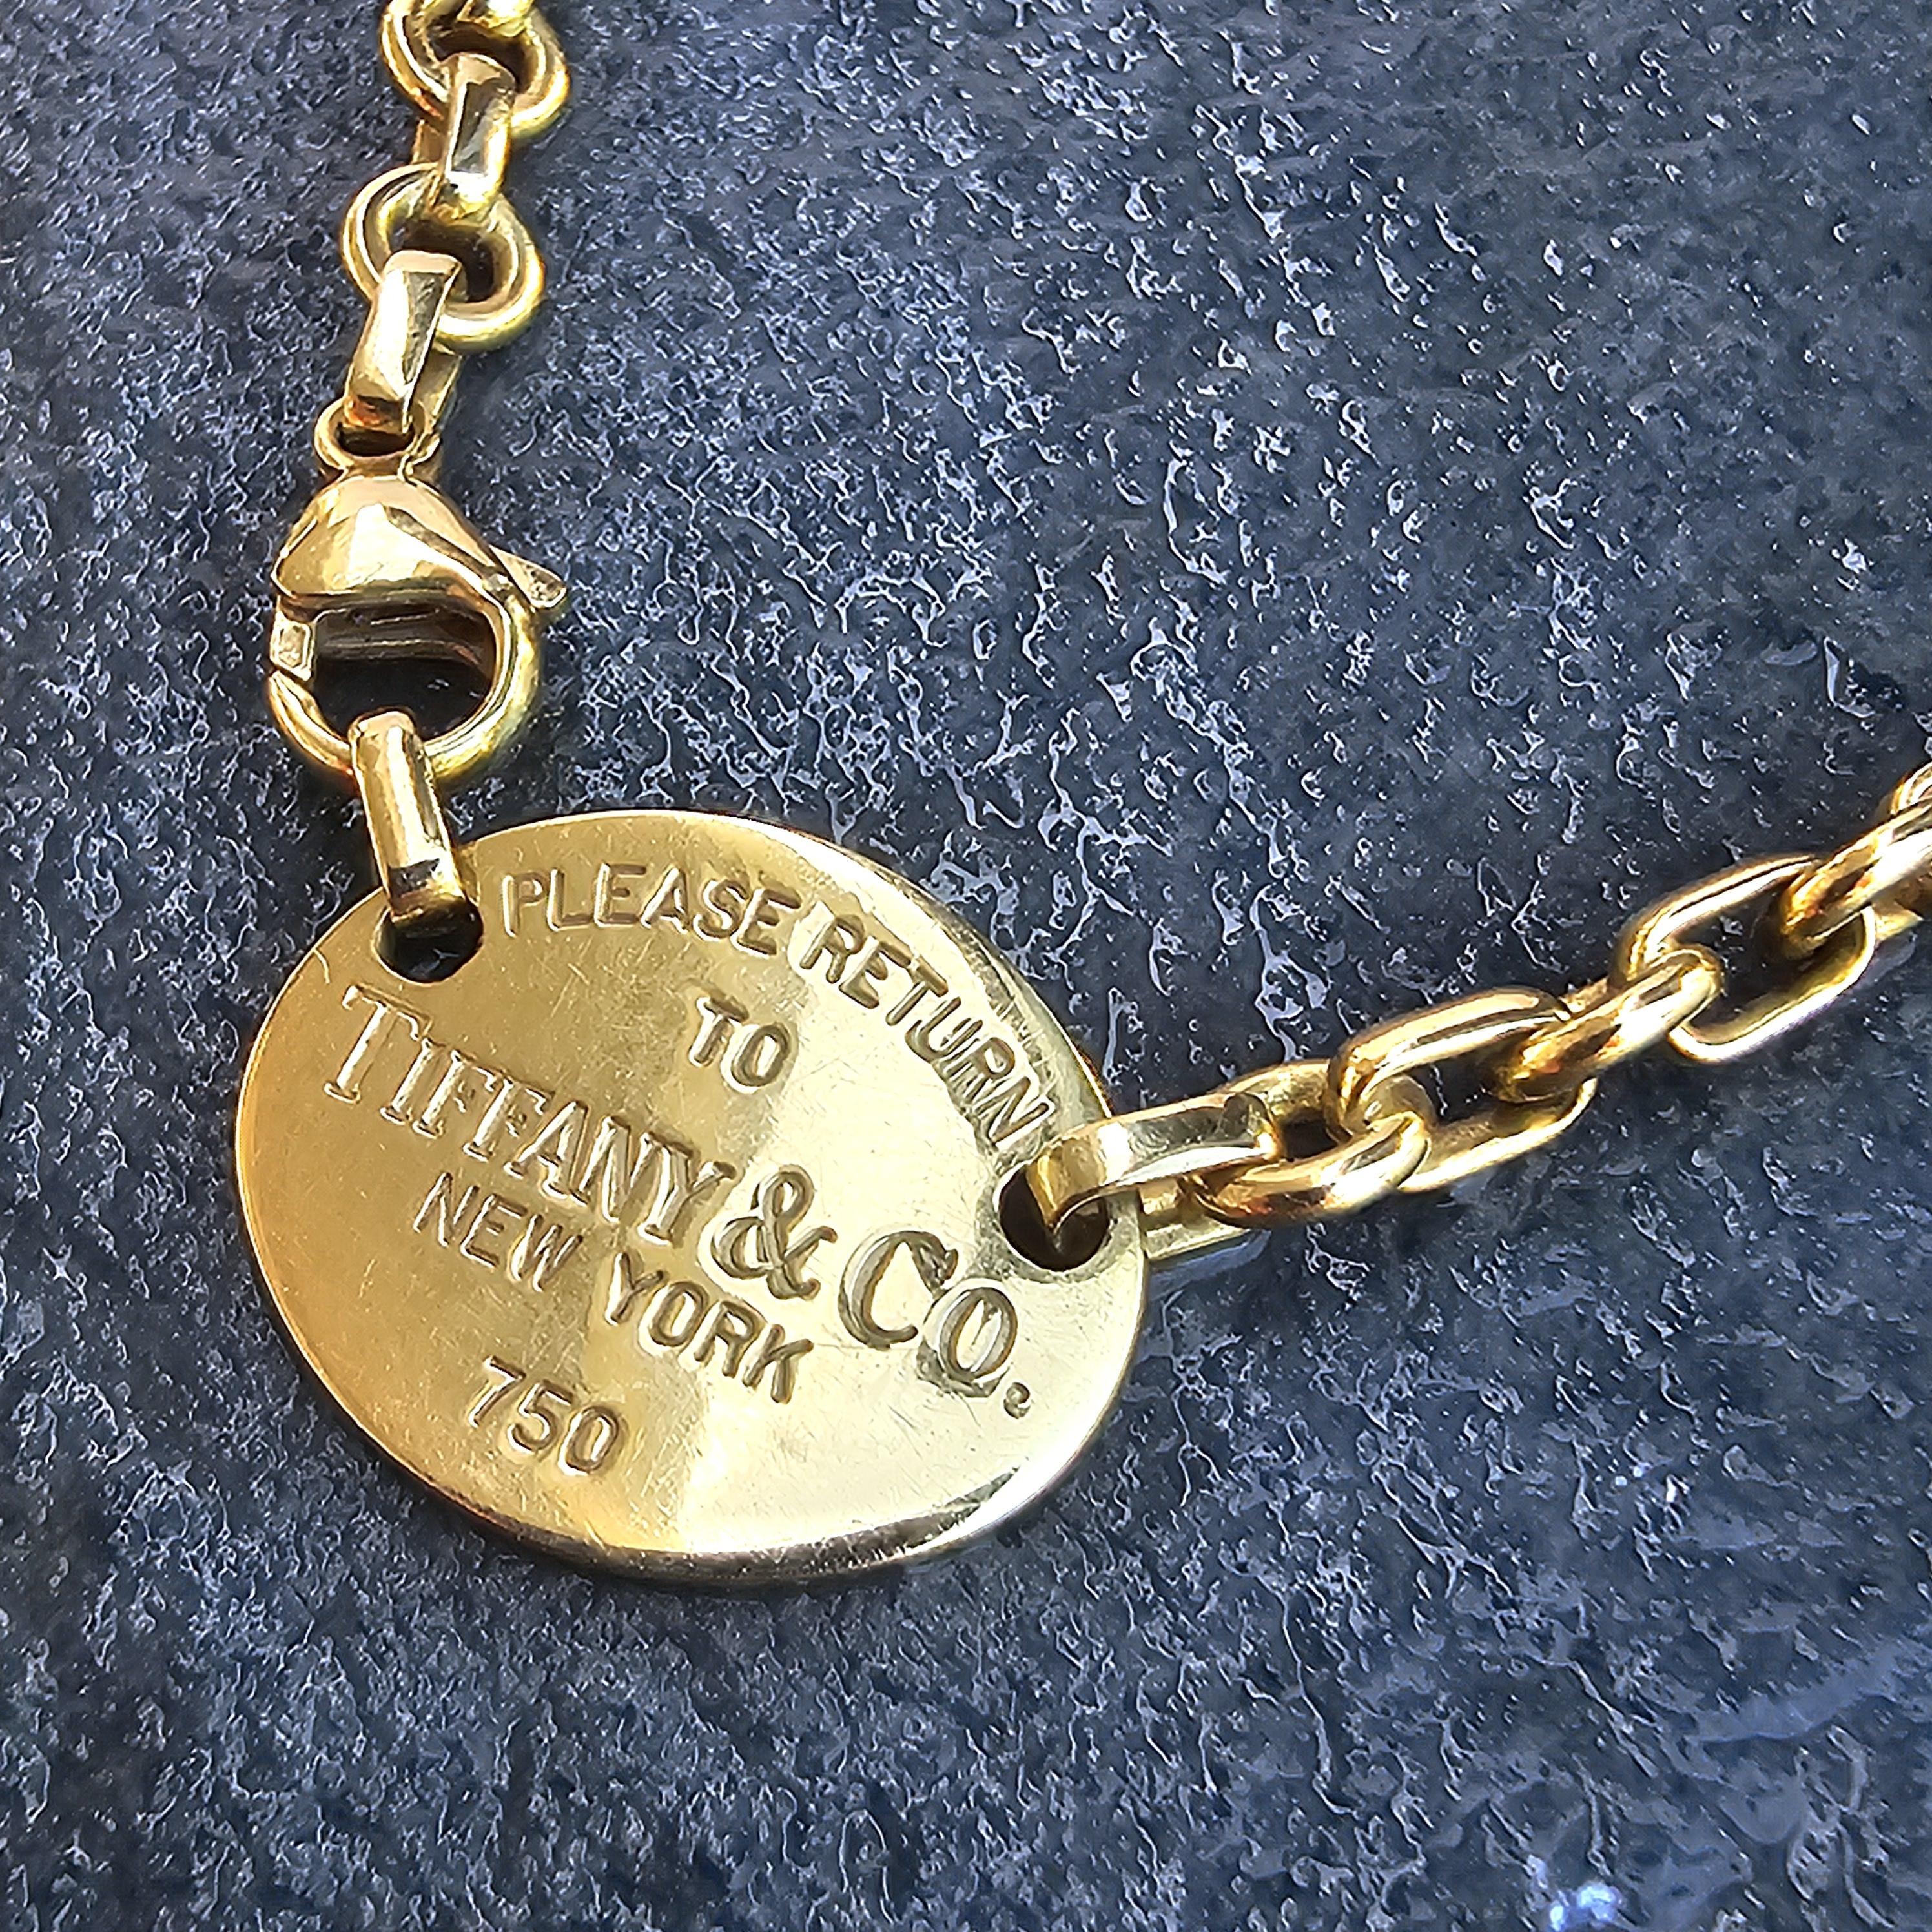 PLEASE RETURN
TO
TIFFANY & CO.
NEW YORK
750